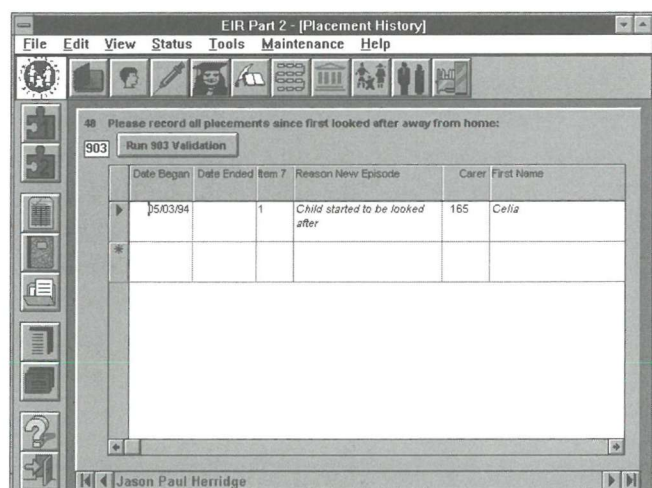 EIR Part 2 - [Placement History]
File Edit View Status Tools Maintenance Help
48 Please record all placements since first looked after away from home:
903 Run 903 Validation
Date Began Date Ended Item 7 Reason New Episode Carer First Name
05/03/94 1 Child started to be looked after 165 Celia
Jason Paul Herridge